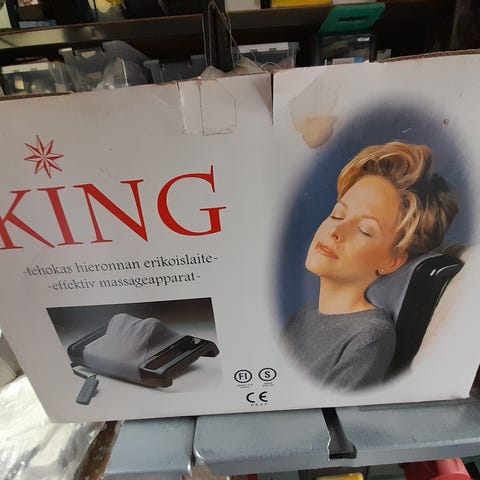 KING
-tehokas hieronnan erikoislaite-
-effektiv massageapparat-
FI S
CE